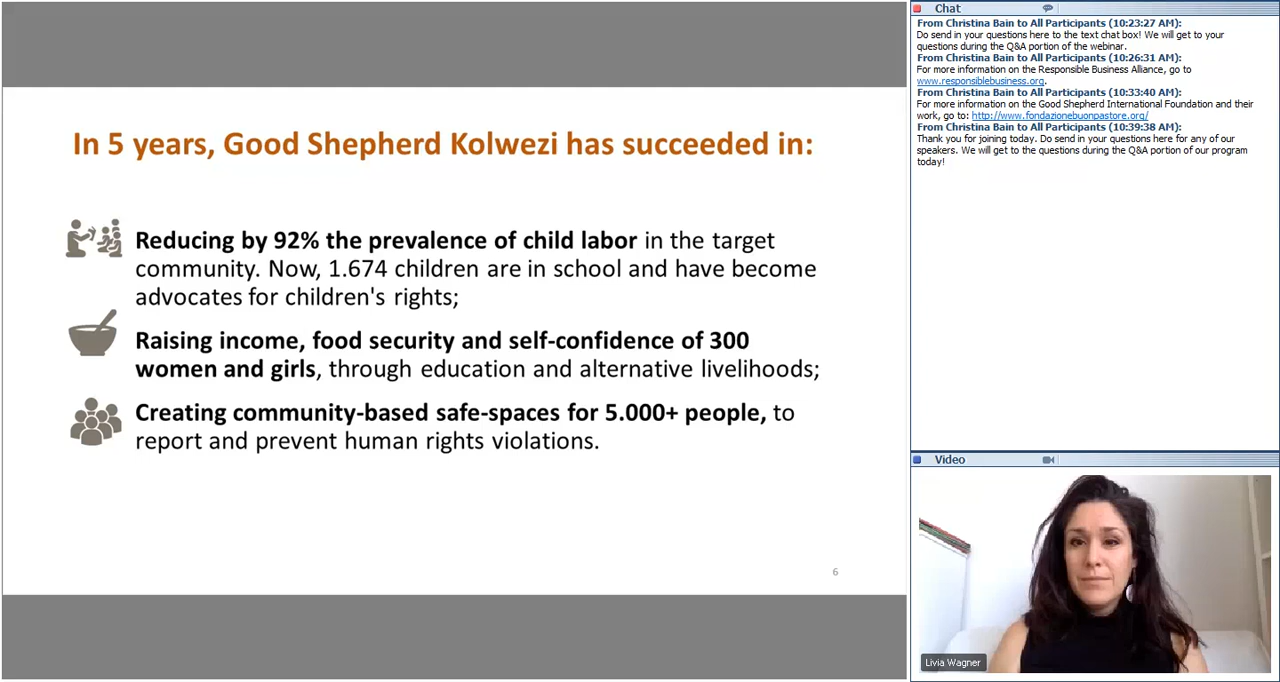 In 5 years, Good Shepherd Kolwezi has succeeded in:
Reducing by 92% the prevalence of child labor in the target
community. Now, 1.674 children are in school and have become
advocates for children's rights;
Raising income, food security and self-confidence of 300
women and girls, through education and alternative livelihoods;
Creating community-based safe-spaces for 5.000+ people, to
report and prevent human rights violations.
6
Chat
From Christina Bain to All Participants (10:23:27 AM):
Do send in your questions here to the text chat box! We will get to your
questions during the Q&A portion of the webinar.
From Christina Bain to All Participants (10:26:31 AM):
For more information on the Responsible Business Alliance, go to
www.responsiblebusiness.org.
From Christina Bain to All Participants (10:33:40 AM):
For more information on the Good Shepherd International Foundation and their
work, go to: http://www.fondazionebuonpastore.org/
From Christina Bain to All Participants (10:39:38 AM):
Thank you for joining today. Do send in your questions here for any of our
speakers. We will get to the questions during the Q&A portion of our program
today!
Video
Livia Wagner